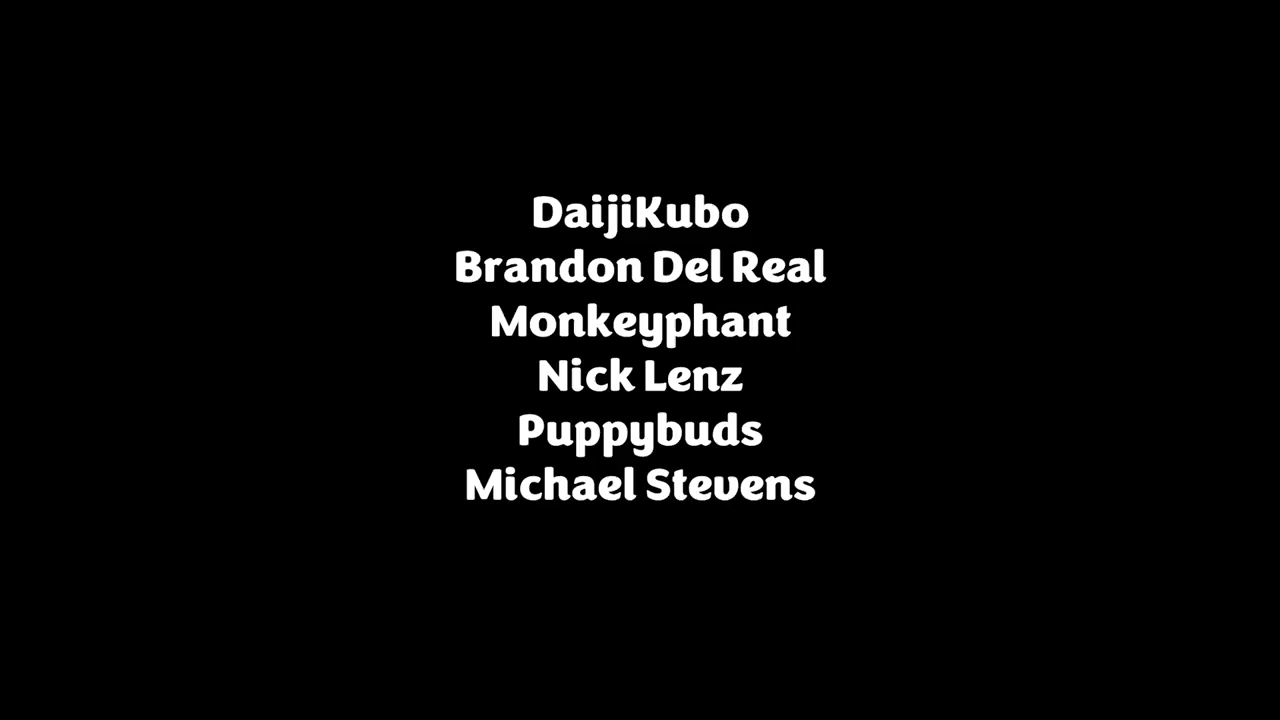 DaijiKubo
Brandon Del Real
Monkeyphant
Nick Lenz
Puppybuds
Michael Stevens